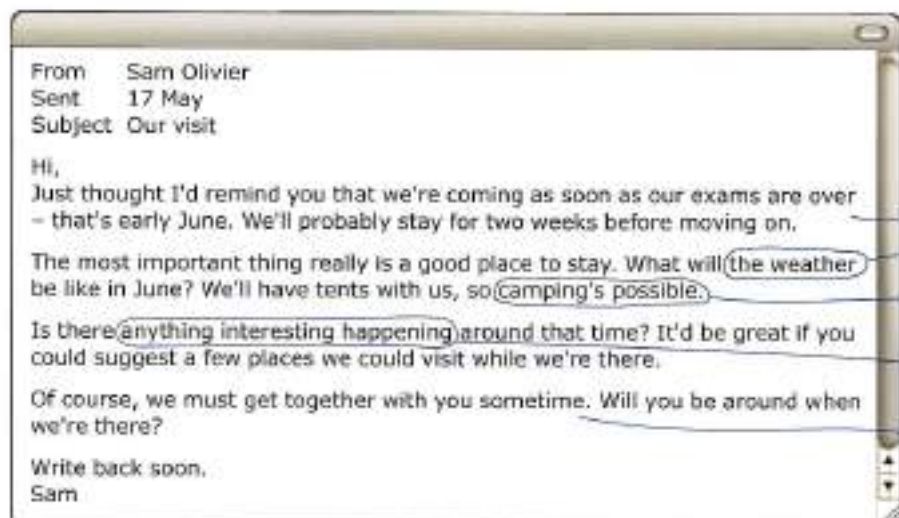 From Sam Olivier
Sent 17 May
Subject Our visit
Hi,
Just thought I'd remind you that we're coming as soon as our exams are over
– that's early June. We'll probably stay for two weeks before moving on.
The most important thing really is a good place to stay. What will the weather
be like in June? We'll have tents with us, so camping's possible.
Is there anything interesting happening around that time? It'd be great if you
could suggest a few places we could visit while we're there.
Of course, we must get together with you sometime. Will you be around when
we're there?
Write back soon.
Sam